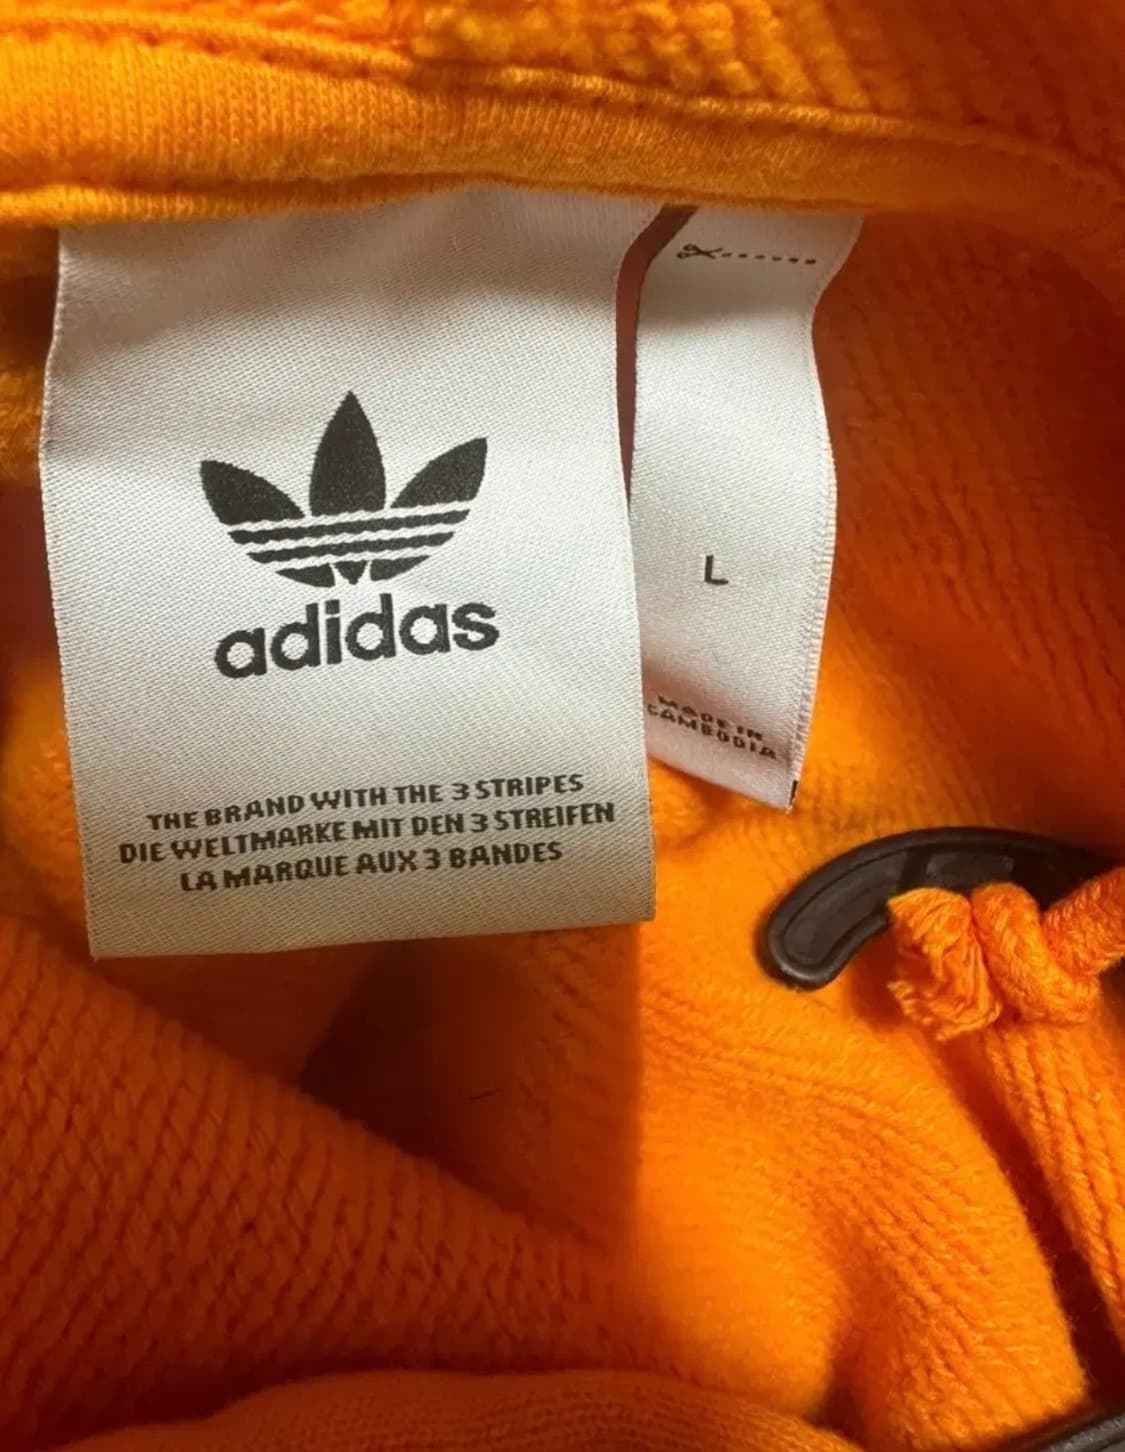 adidas
THE BRAND WITH THE 3 STRIPES
DIE WELTMARKE MIT DEN 3 STREIFEN
LA MARQUE AUX 3 BANDES
L
MADE IN
CAMBODIA